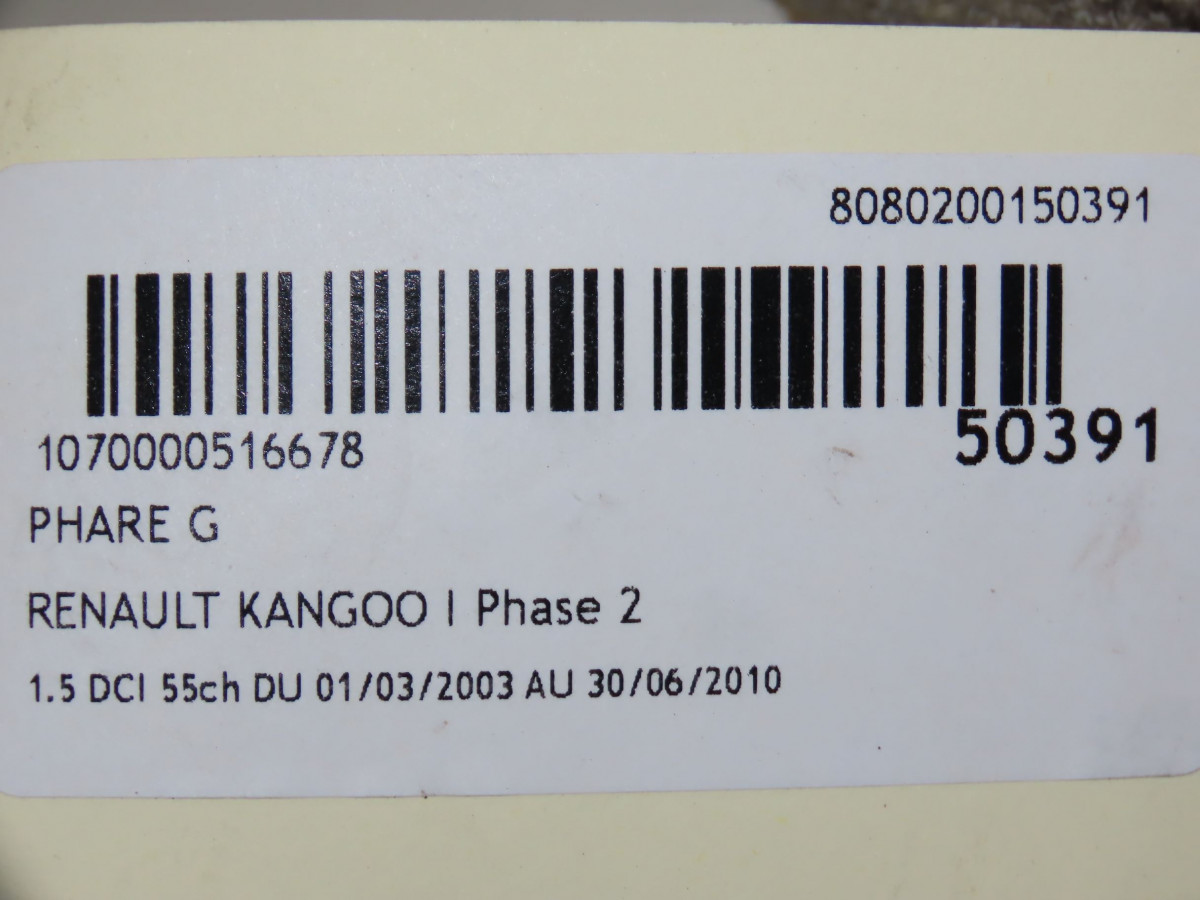 8080200150391
1070000516678
50391
PHARE G
RENAULT KANGOO I Phase 2
1.5 DCI 55ch DU 01/03/2003 AU 30/06/2010